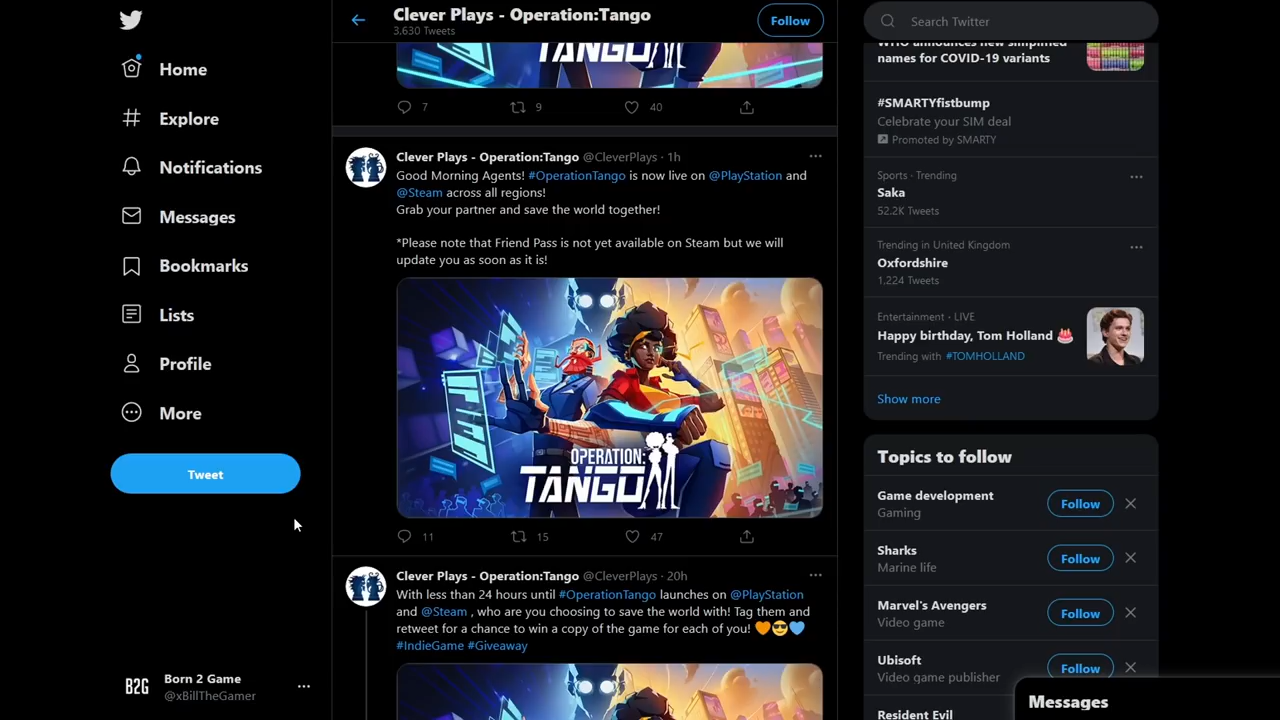 Home
Explore
Notifications
Messages
Bookmarks
Lists
Profile
More
Tweet
Born 2 Game
@xBillTheGamer
B2G
Clever Plays - Operation:Tango
3,630 Tweets
Follow
TANGO
7 9 40
Clever Plays - Operation:Tango @CleverPlays · 1h
Good Morning Agents! #OperationTango is now live on @PlayStation and
@Steam across all regions!
Grab your partner and save the world together!
*Please note that Friend Pass is not yet available on Steam but we will
update you as soon as it is!
OPERATION:
TANGO
11 15 47
Clever Plays - Operation:Tango @CleverPlays · 20h
With less than 24 hours until #OperationTango launches on @PlayStation
and @Steam , who are you choosing to save the world with! Tag them and
retweet for a chance to win a copy of the game for each of you! 🧡😎💙
#IndieGame #Giveaway
Search Twitter
WHO announces new simplified
names for COVID-19 variants
#SMARTYfistbump
Celebrate your SIM deal
Promoted by SMARTY
Sports · Trending
Saka
52.2K Tweets
Trending in United Kingdom
Oxfordshire
1,224 Tweets
Entertainment · LIVE
Happy birthday, Tom Holland 🎂
Trending with #TOMHOLLAND
Show more
Topics to follow
Game development
Gaming
Follow
Sharks
Marine life
Follow
Marvel's Avengers
Video game
Follow
Ubisoft
Video game publisher
Follow
Resident Evil
Messages